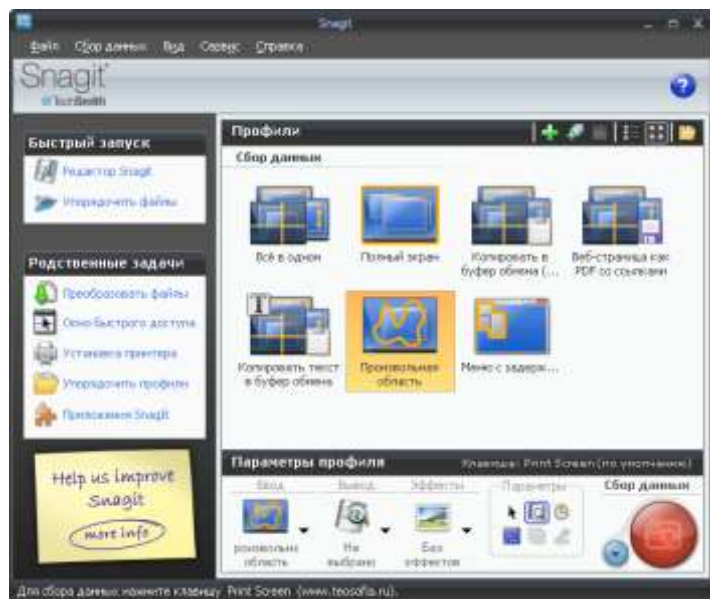 Snagit
Файл Сбор данных Вид Сервис Справка
Snagit
TechSmith
Быстрый запуск
Редактор Snagit
Упорядочить файлы
Родственные задачи
Преобразовать файлы
Окно быстрого доступа
Установка принтера
Упорядочить профили
Приложения Snagit
Help us improve
Snagit
more info
Профили
Сбор данных
Всё в одном
Полный экран
Копировать в
буфер обмена (...
Веб-страница как
PDF со ссылками
Копировать текст
в буфер обмена
Произвольная
область
Меню с задерж...
Параметры профиля
Клавиша: Print Screen (по умолчанию)
Ввод Вывод Эффекты Параметры Сбор данных
роизвольна
область
Не
выбрано
Без
эффектов
Для сбора данных нажмите клавишу Print Screen (www.teosofia.ru).